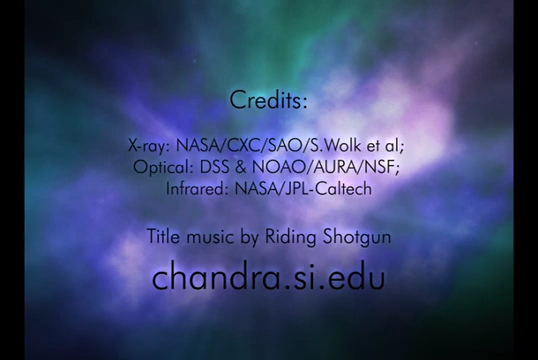 Credits:
X-ray: NASA/CXC/SAO/S.Wolk et al;
Optical: DSS & NOAO/AURA/NSF;
Infrared: NASA/JPL-Caltech
Title music by Riding Shotgun
chandra.si.edu